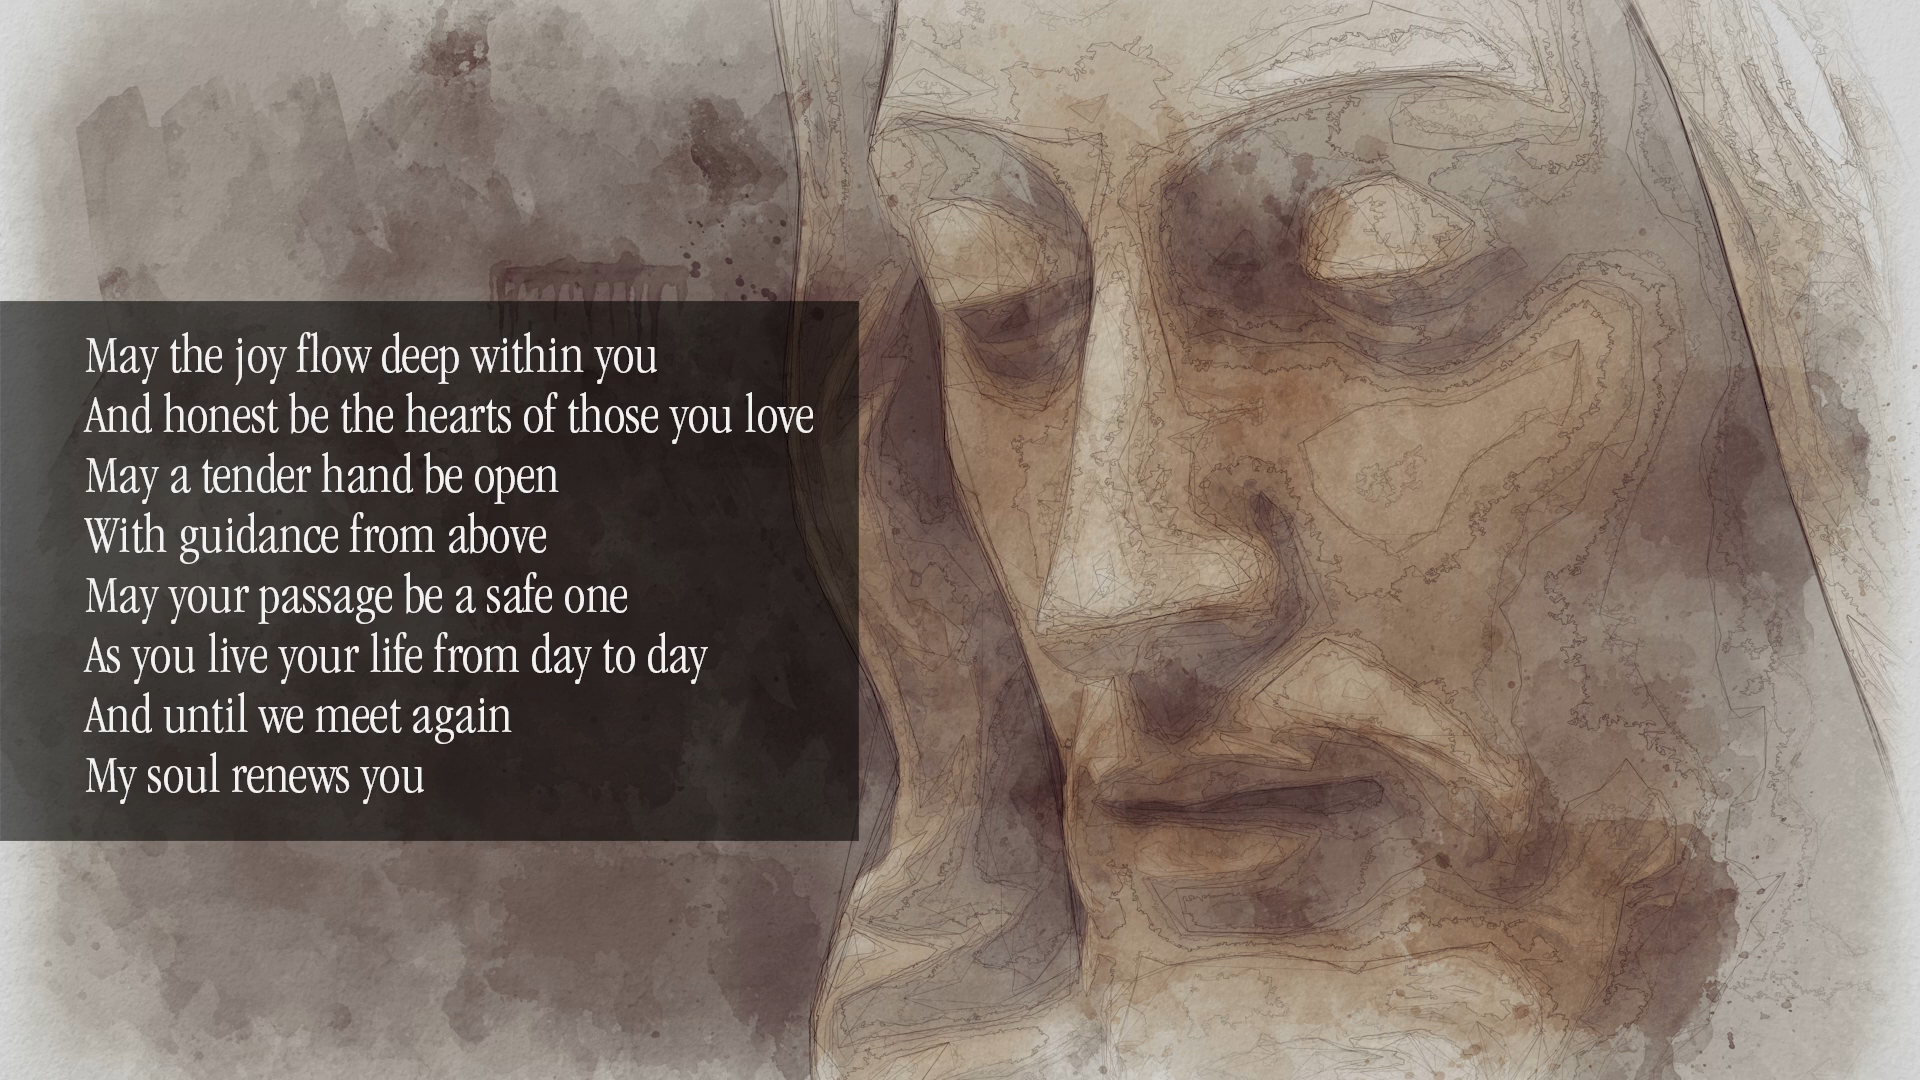 May the joy flow deep within you
And honest be the hearts of those you love
May a tender hand be open
With guidance from above
May your passage be a safe one
As you live your life from day to day
And until we meet again
My soul renews you